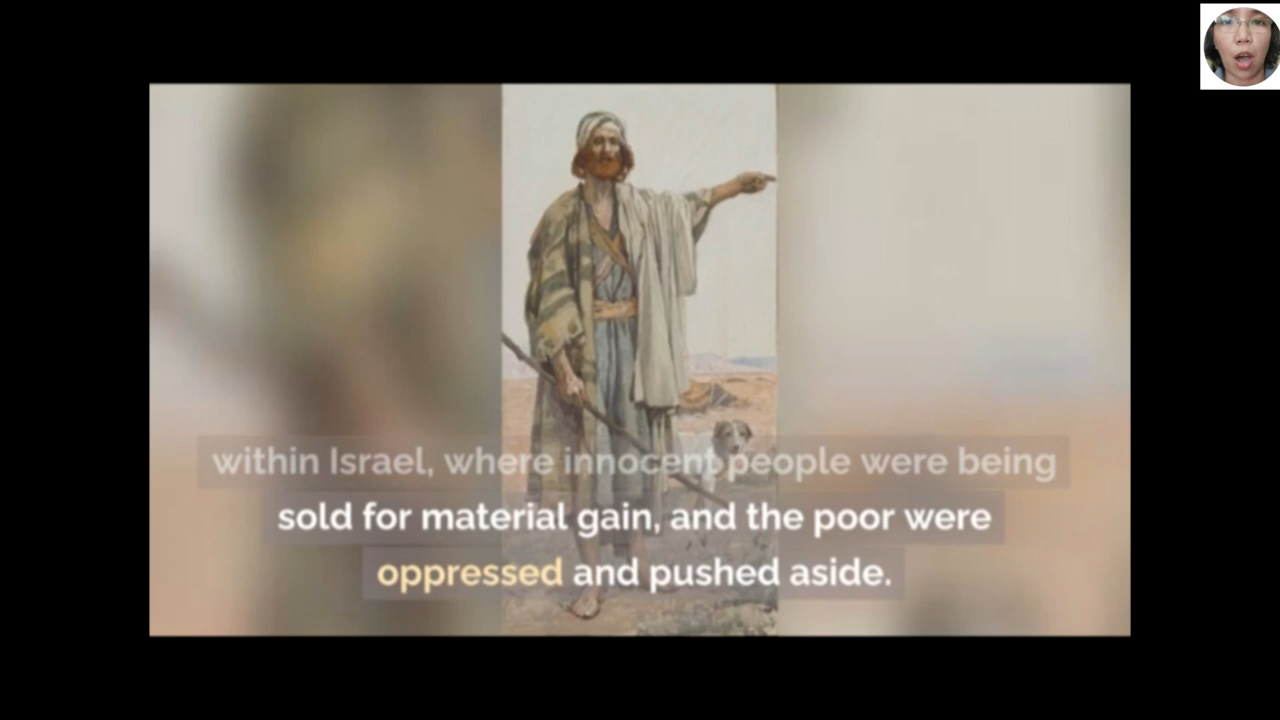 within Israel, where innocent people were being
sold for material gain, and the poor were
oppressed and pushed aside.